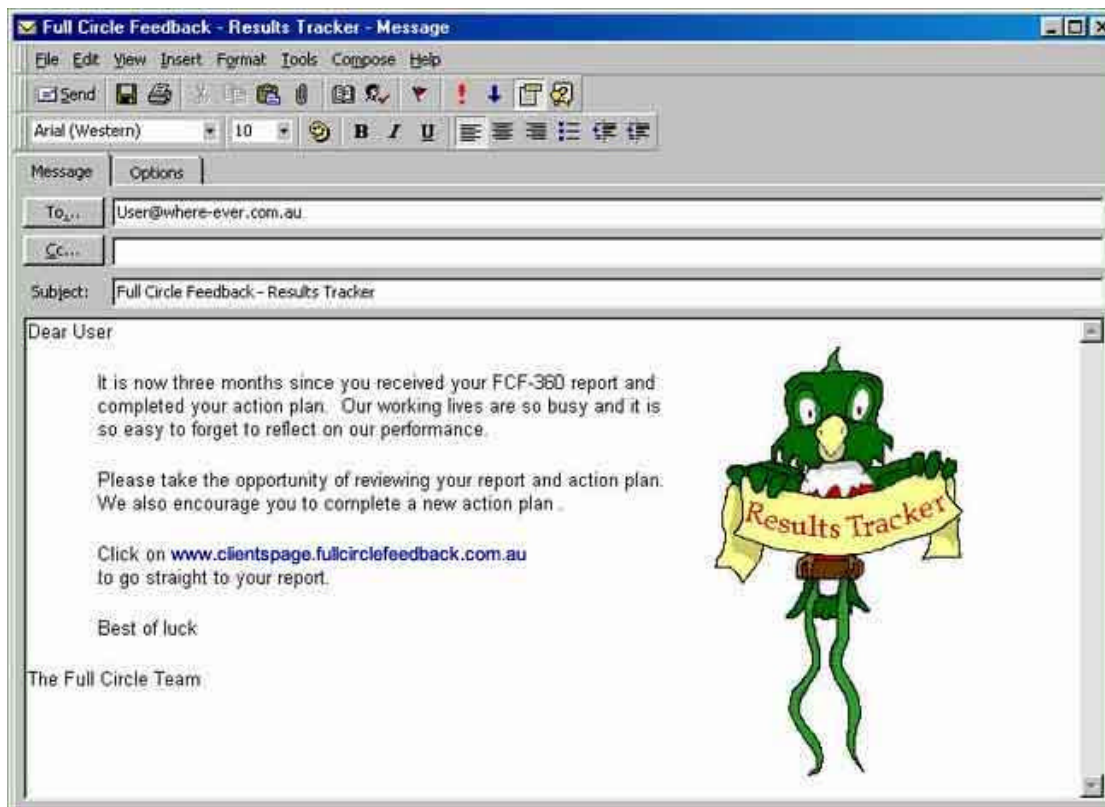 Full Circle Feedback - Results Tracker - Message
File Edit View Insert Format Tools Compose Help
Send
Arial (Western) 10 B I U
Message Options
To... User@where-ever.com.au
Cc...
Subject: Full Circle Feedback - Results Tracker
Dear User
It is now three months since you received your FCF-360 report and
completed your action plan. Our working lives are so busy and it is
so easy to forget to reflect on our performance.
Please take the opportunity of reviewing your report and action plan.
We also encourage you to complete a new action plan .
Click on www.clientspage.fullcirclefeedback.com.au
to go straight to your report.
Best of luck
The Full Circle Team
Results Tracker